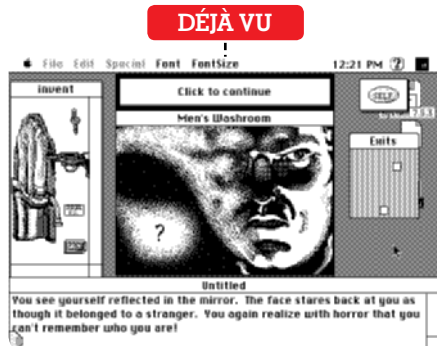 DÉJÀ VU
File Edit Special Font FontSize 12:21 PM
invent
Click to continue
SELF
Men's Washroom
Exits
?
Untitled
You see yourself reflected in the mirror. The face stares back at you as
though it belonged to a stranger. You again realize with horror that you
can't remember who you are!